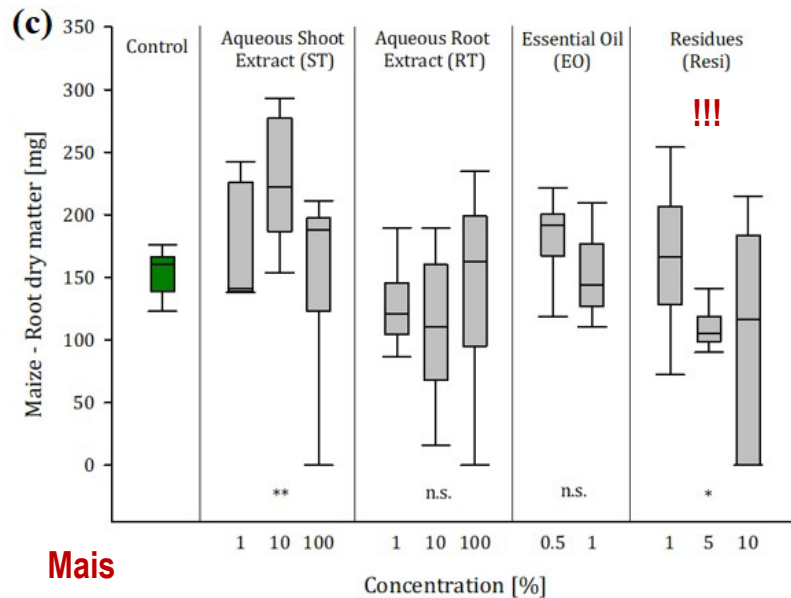 (c)
Maize - Root dry matter [mg]
350
300
250
200
150
100
50
0
Control
Aqueous Shoot
Extract (ST)
Aqueous Root
Extract (RT)
Essential Oil
(EO)
Residues
(Resi)
!!!
**
n.s.
n.s.
*
1 10 100
1 10 100
0.5 1
1 5 10
Mais
Concentration [%]